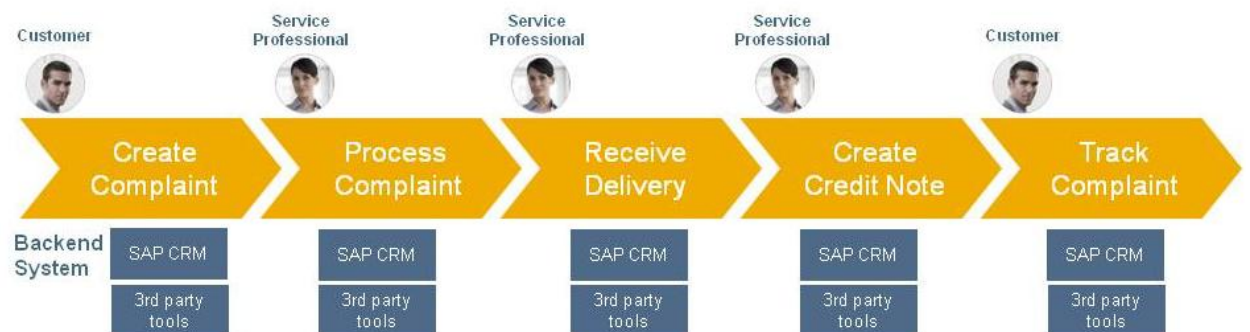 Customer
Service
Professional
Service
Professional
Service
Professional
Customer
Create
Complaint
Process
Complaint
Receive
Delivery
Create
Credit Note
Track
Complaint
Backend
System
SAP CRM
SAP CRM
SAP CRM
SAP CRM
SAP CRM
3rd party
tools
3rd party
tools
3rd party
tools
3rd party
tools
3rd party
tools